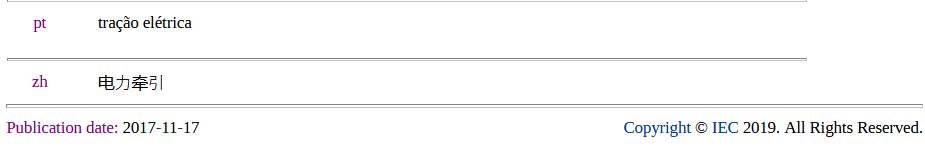 pt tração elétrica
zh 电力牵引
Publication date: 2017-11-17 Copyright © IEC 2019. All Rights Reserved.